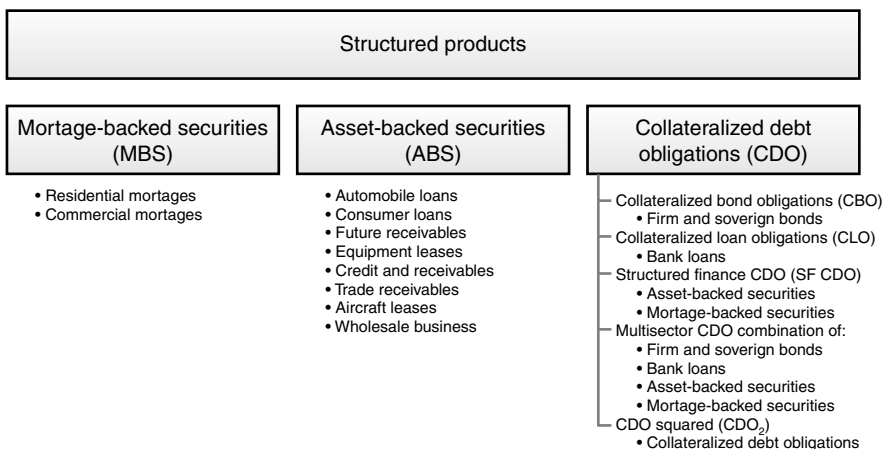 Structured products
Mortage-backed securities
(MBS)
• Residential mortages
• Commercial mortages
Asset-backed securities
(ABS)
• Automobile loans
• Consumer loans
• Future receivables
• Equipment leases
• Credit and receivables
• Trade receivables
• Aircraft leases
• Wholesale business
Collateralized debt
obligations (CDO)
Collateralized bond obligations (CBO)
• Firm and soverign bonds
Collateralized loan obligations (CLO)
• Bank loans
Structured finance CDO (SF CDO)
• Asset-backed securities
• Mortage-backed securities
Multisector CDO combination of:
• Firm and soverign bonds
• Bank loans
• Asset-backed securities
• Mortage-backed securities
CDO squared (CDO₂)
• Collateralized debt obligations